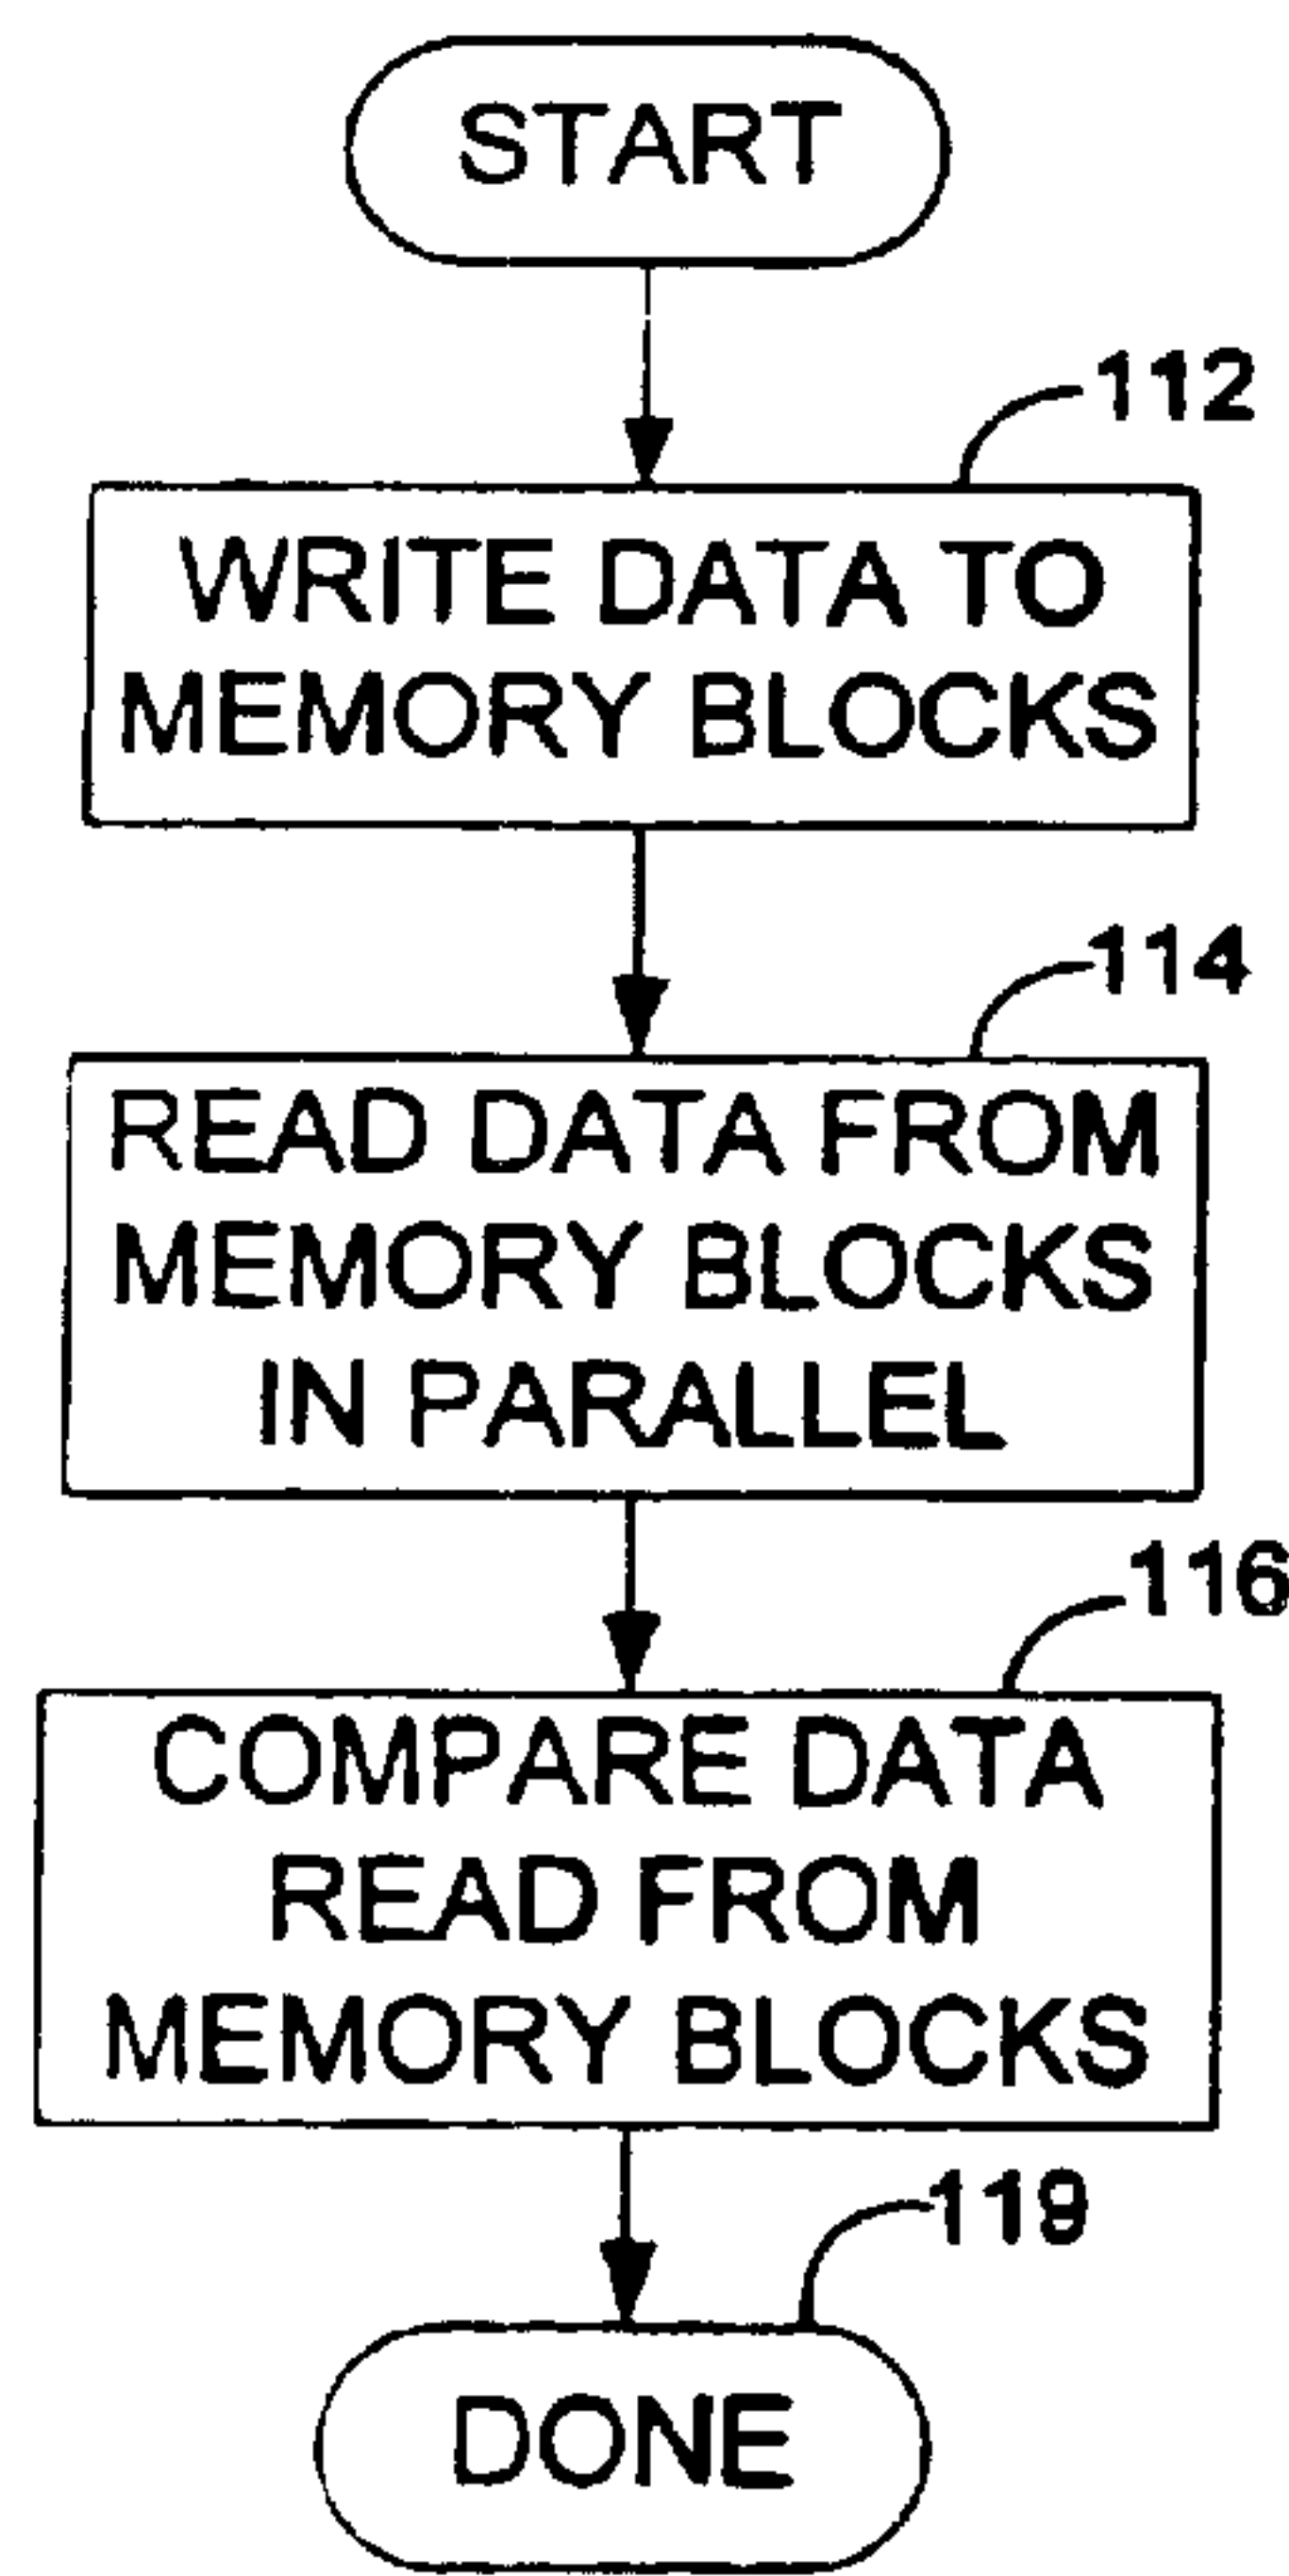 START
112
WRITE DATA TO
MEMORY BLOCKS
114
READ DATA FROM
MEMORY BLOCKS
IN PARALLEL
116
COMPARE DATA
READ FROM
MEMORY BLOCKS
119
DONE